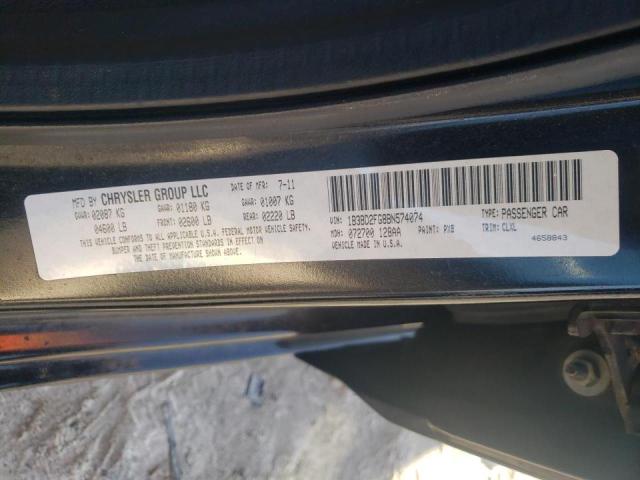 MFD BY CHRYSLER GROUP LLC DATE OF MFR 7-11
GVWR: 02087 KG GAWR: 01180 KG GAWR: 01007 KG
04600 LB FRONT: 02600 LB REAR: 02220 LB
THIS VEHICLE CONFORMS TO ALL APPLICABLE U.S.A. FEDERAL MOTOR VEHICLE SAFETY,
BUMPER AND THEFT PREVENTION STANDARDS IN EFFECT ON
THE DATE OF MANUFACTURE SHOWN ABOVE.
VIN: 1B3BD2FG8BN574074 TYPE: PASSENGER CAR
MDH: 072700 12BAA PAINT: PXB TRIM: CLXL
MADE IN U.S.A. 4658843